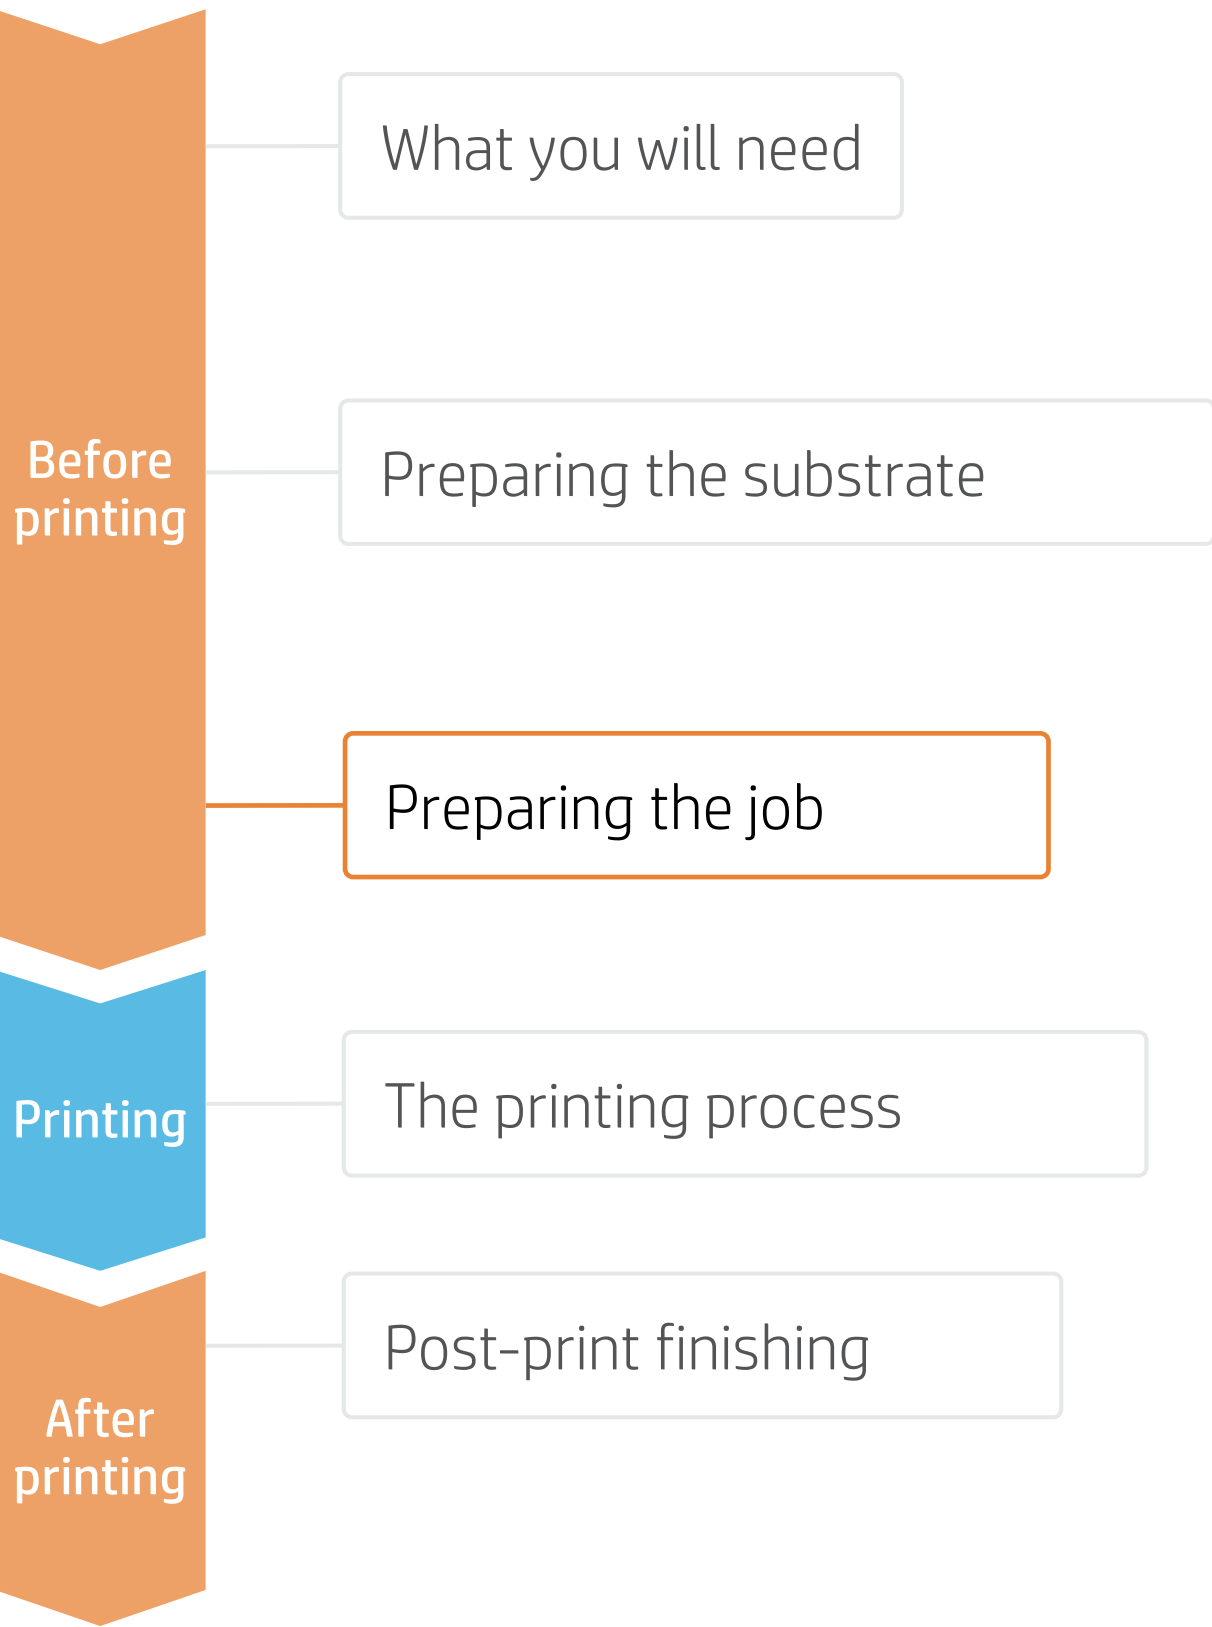 What you will need
Before
printing
Preparing the substrate
Preparing the job
Printing
The printing process
Post-print finishing
After
printing